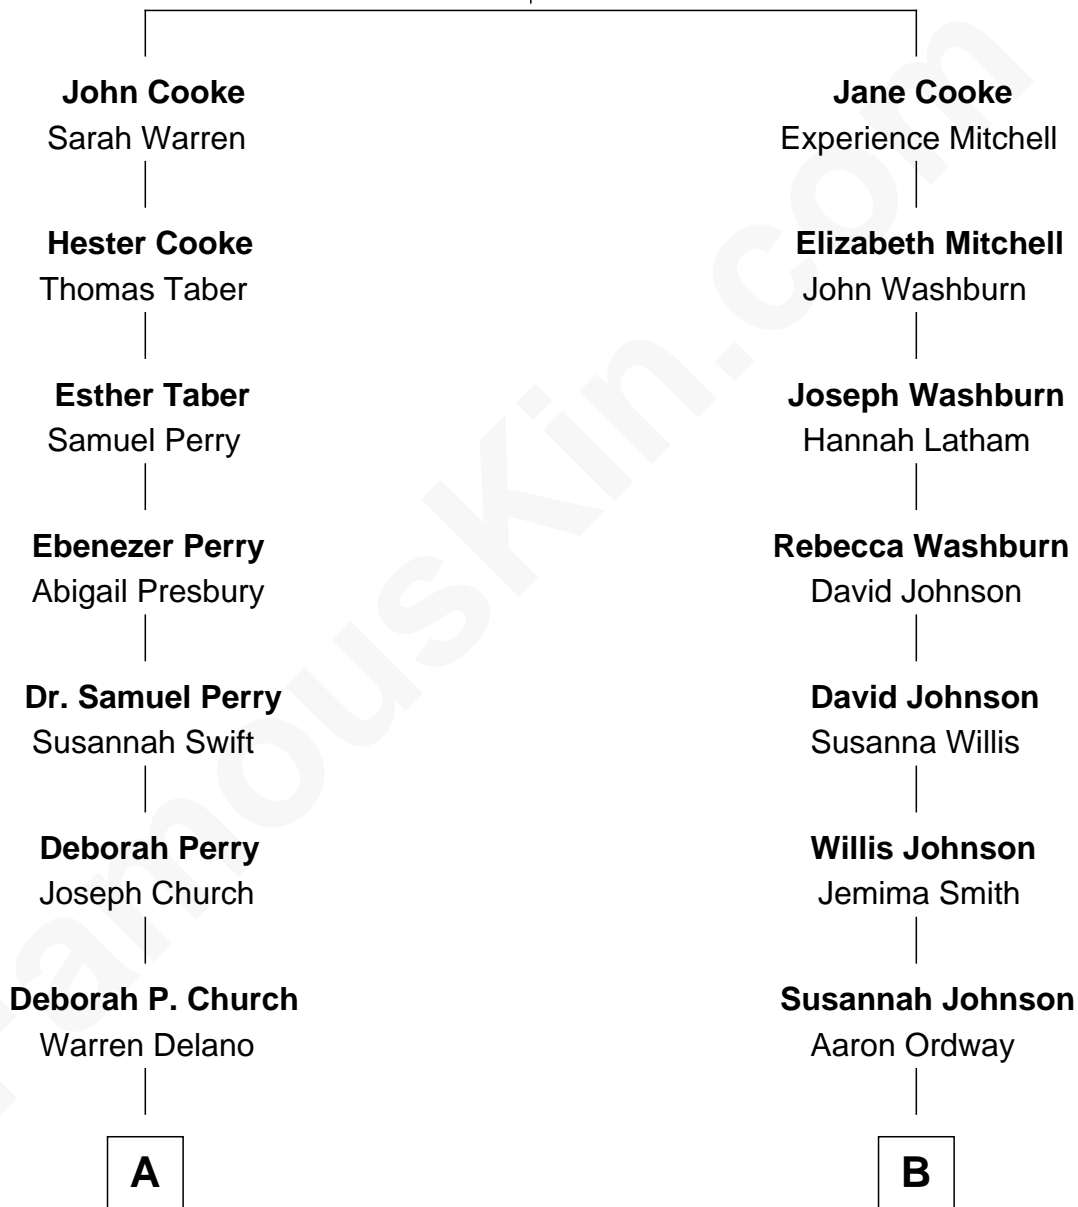 John Cooke
Sarah Warren
Jane Cooke
Experience Mitchell
Hester Cooke
Thomas Taber
Elizabeth Mitchell
John Washburn
Esther Taber
Samuel Perry
Joseph Washburn
Hannah Latham
Ebenezer Perry
Abigail Presbury
Rebecca Washburn
David Johnson
Dr. Samuel Perry
Susannah Swift
David Johnson
Susanna Willis
Deborah Perry
Joseph Church
Willis Johnson
Jemima Smith
Deborah P. Church
Warren Delano
Susannah Johnson
Aaron Ordway
A
B
FamousKin.com